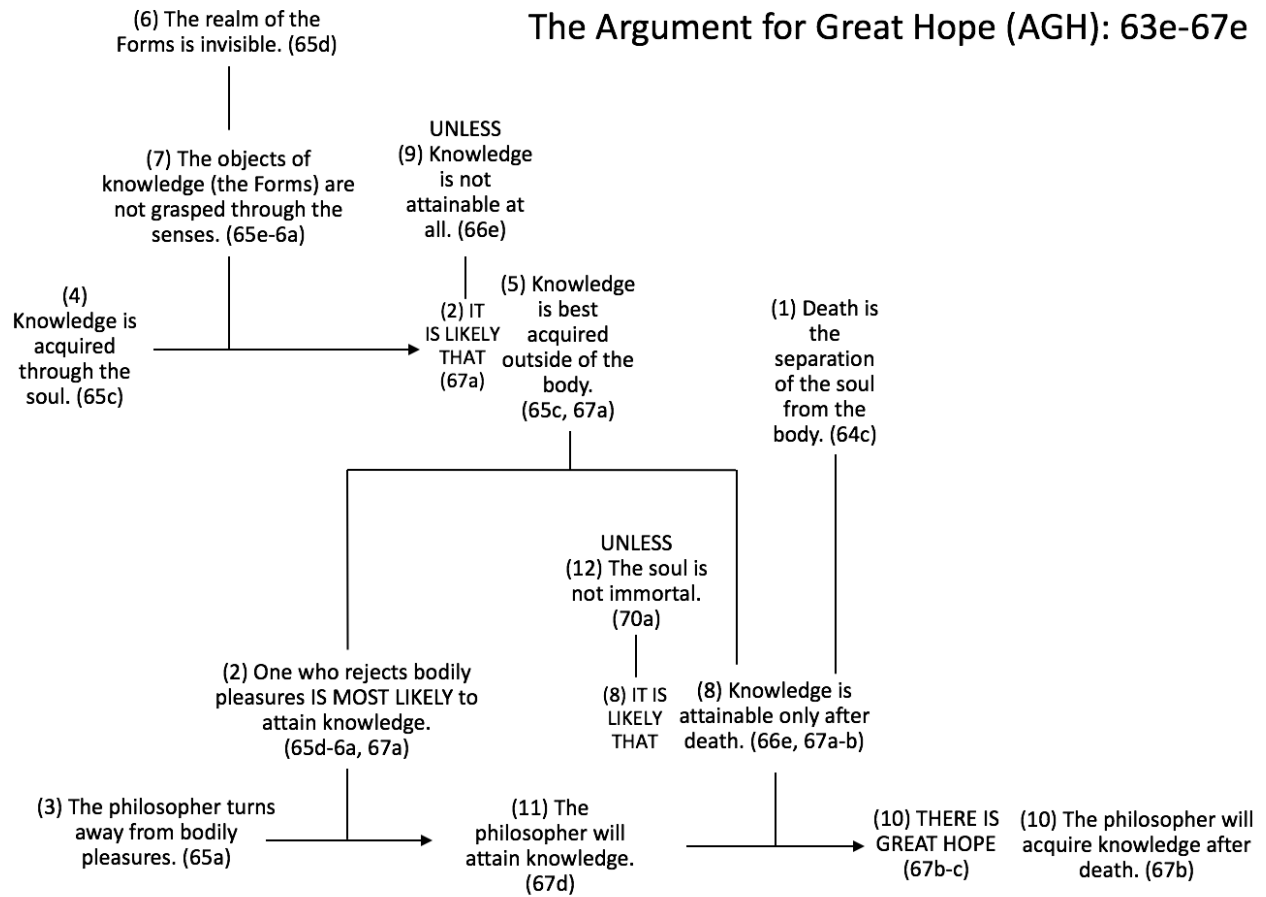 The Argument for Great Hope (AGH): 63e-67e
(6) The realm of the
Forms is invisible. (65d)
(7) The objects of
knowledge (the Forms) are
not grasped through the
senses. (65e-6a)
UNLESS
(9) Knowledge
is not
attainable at
all. (66e)
(4)
Knowledge is
acquired
through the
soul. (65c)
(2) IT
IS LIKELY
THAT
(67a)
(5) Knowledge
is best
acquired
outside of the
body.
(65c, 67a)
(1) Death is
the
separation
of the soul
from the
body. (64c)
UNLESS
(12) The soul is
not immortal.
(70a)
(2) One who rejects bodily
pleasures IS MOST LIKELY to
attain knowledge.
(65d-6a, 67a)
(8) IT IS
LIKELY
THAT
(8) Knowledge is
attainable only after
death. (66e, 67a-b)
(3) The philosopher turns
away from bodily
pleasures. (65a)
(11) The
philosopher will
attain knowledge.
(67d)
(10) THERE IS
GREAT HOPE
(67b-c)
(10) The philosopher will
acquire knowledge after
death. (67b)